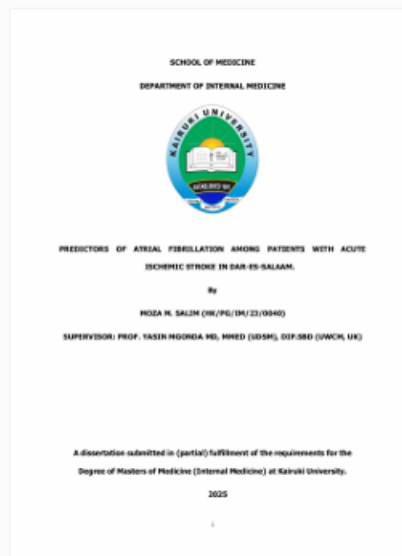 SCHOOL OF MEDICINE
DEPARTMENT OF INTERNAL MEDICINE
KAIRUKI UNIVERSITY
PREDICTORS OF ATRIAL FIBRILLATION AMONG PATIENTS WITH ACUTE
ISCHEMIC STROKE IN DAR-ES-SALAAM.
By
MOZA M. SALIM (HK/PG/IM/23/0040)
SUPERVISOR: PROF. YASIN MGONDA MD, MMED (UDSM), DIP.SBD (UWCM, UK)
A dissertation submitted in (partial) fulfillment of the requirements for the
Degree of Masters of Medicine (Internal Medicine) at Kairuki University.
2025
i